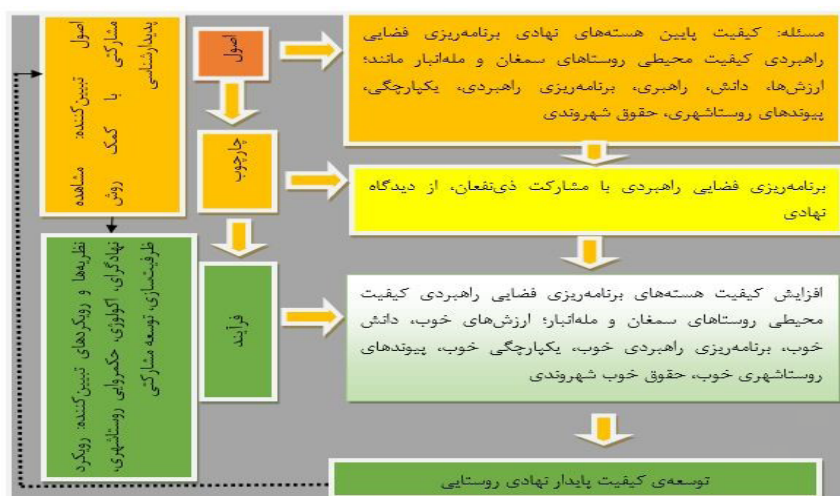 مسئله: کیفیت پایین هسته‌های نهادی برنامه‌ریزی فضایی
راهبردی کیفیت محیطی روستاهای سمغان و مله‌انبار مانند؛
ارزش‌ها، دانش، راهبری، برنامه‌ریزی راهبردی، یکپارچگی،
پیوندهای روستاشهری، حقوق شهروندی
برنامه‌ریزی فضایی راهبردی با مشارکت ذی‌نفعان، از دیدگاه
نهادی
افزایش کیفیت هسته‌های برنامه‌ریزی فضایی راهبردی کیفیت
محیطی روستاهای سمغان و مله‌انبار؛ ارزش‌های خوب، دانش
خوب، برنامه‌ریزی راهبردی خوب، یکپارچگی خوب، پیوندهای
روستاشهری خوب، حقوق خوب شهروندی
توسعه‌ی کیفیت پایدار نهادی روستایی
اصول
چارچوب
فرآیند
اصول تبیین‌کننده: مشاهده
مشارکتی با کمک روش
پدیدارشناسی
نظریه‌ها و رویکردهای تبیین‌کننده: رویکرد
نهادگرای، اکولوژی، حکمروایی روستاشهری،
ظرفیت‌سازی، توسعه مشارکتی